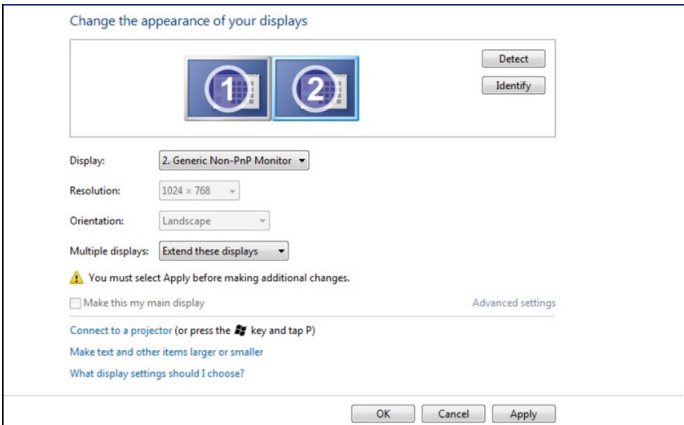 Change the appearance of your displays
1
2
Detect
Identify
Display:
2. Generic Non-PnP Monitor
Resolution:
1024 × 768
Orientation:
Landscape
Multiple displays:
Extend these displays
You must select Apply before making additional changes.
Make this my main display
Advanced settings
Connect to a projector (or press the key and tap P)
Make text and other items larger or smaller
What display settings should I choose?
OK
Cancel
Apply